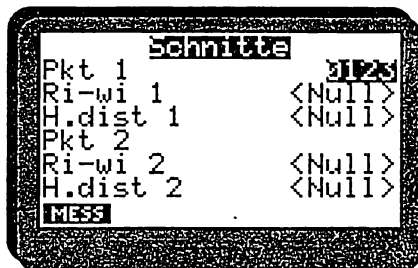 Schnitte
Pkt 1 0123
Ri-wi 1 <Null>
H.dist 1 <Null>
Pkt 2
Ri-wi 2 <Null>
H.dist 2 <Null>
MESS